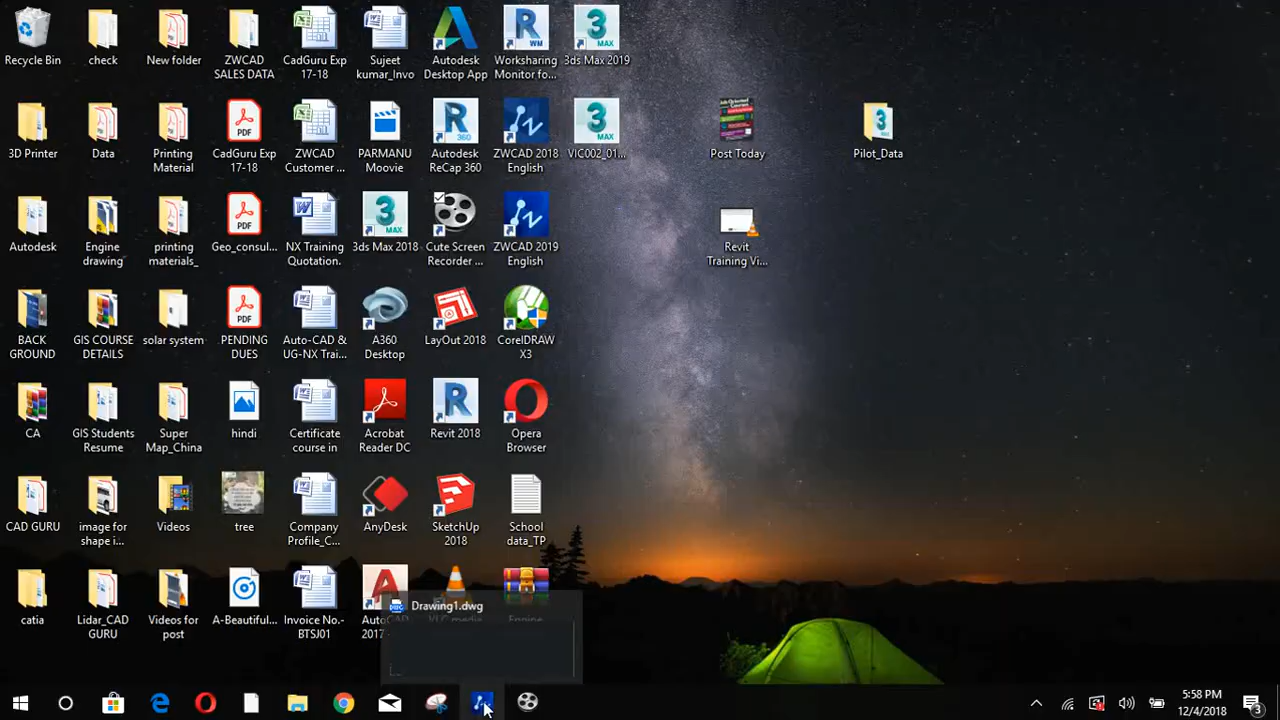 Recycle Bin
check
New folder
ZWCAD
SALES DATA
CadGuru Exp
17-18
Sujeet
kumar_Invo
Autodesk
Desktop App
Worksharing
Monitor fo...
3ds Max 2019
3D Printer
Data
Printing
Material
CadGuru Exp
17-18
ZWCAD
Customer ...
PARMANU
Moovie
Autodesk
ReCap 360
ZWCAD 2018
English
VIC002_01...
Post Today
Pilot_Data
Autodesk
Engine
drawing
printing
materials_
Geo_consul...
NX Training
Quotation.
3ds Max 2018
Cute Screen
Recorder ...
ZWCAD 2019
English
Revit
Training Vi...
BACK
GROUND
GIS COURSE
DETAILS
solar system
PENDING
DUES
Auto-CAD &
UG-NX Trai...
A360
Desktop
LayOut 2018
CorelDRAW
X3
CA
GIS Students
Resume
Super
Map_China
hindi
Certificate
course in
Acrobat
Reader DC
Revit 2018
Opera
Browser
CAD GURU
image for
shape i...
Videos
tree
Company
Profile_C...
AnyDesk
SketchUp
2018
School
data_TP
catia
Lidar_CAD
GURU
Videos for
post
A-Beautiful...
Invoice No.-
BTSJ01
AutoCAD
2017
VLC media
Engine
Drawing1.dwg
5:58 PM
12/4/2018
3